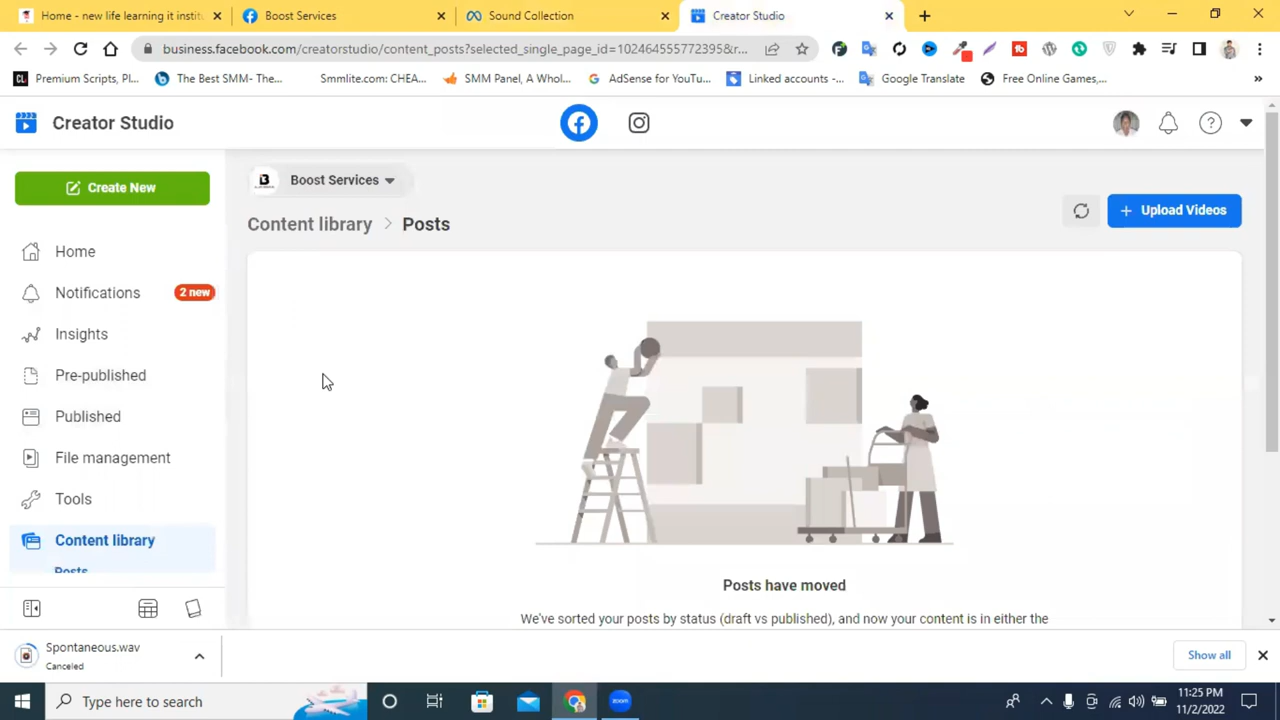 Home - new life learning it institu
Boost Services
Sound Collection
Creator Studio
business.facebook.com/creatorstudio/content_posts?selected_single_page_id=102464555772395&r...
Premium Scripts, Pl...
The Best SMM- The...
Smmlite.com: CHEA...
SMM Panel, A Whol...
AdSense for YouTu...
Linked accounts -...
Google Translate
Free Online Games,...
Creator Studio
Create New
Home
Notifications
2 new
Insights
Pre-published
Published
File management
Tools
Content library
Posts
Boost Services
Content library > Posts
+ Upload Videos
Posts have moved
We've sorted your posts by status (draft vs published), and now your content is in either the
Spontaneous.wav
Canceled
Show all
Type here to search
zoom
11:25 PM
11/2/2022